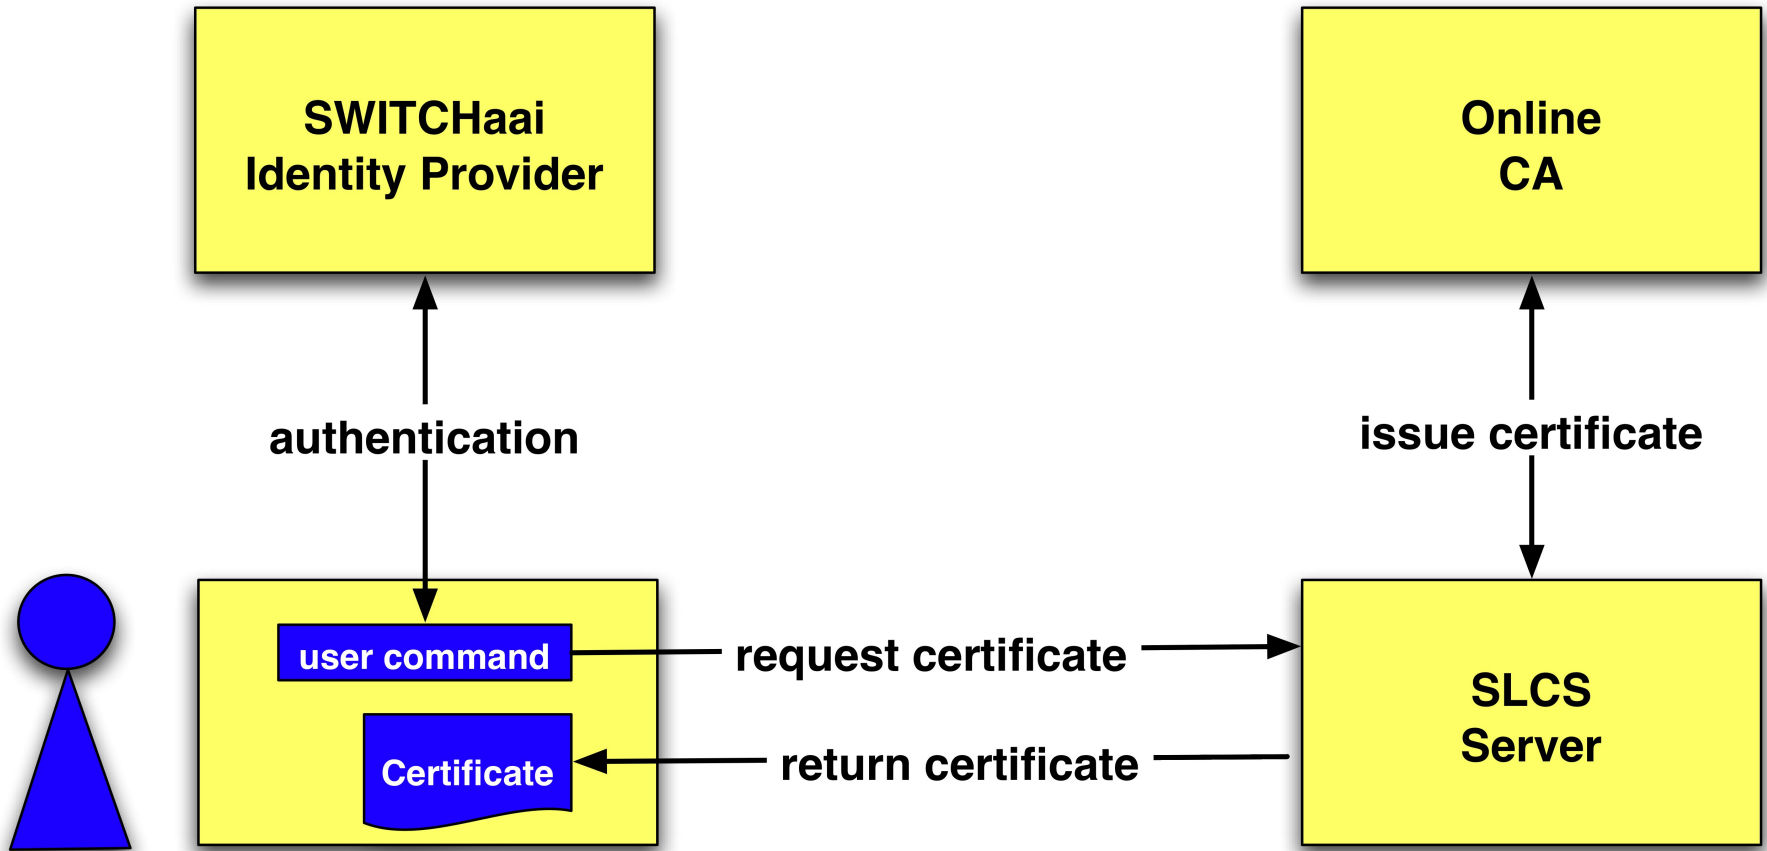 SWITCHaai
Identity Provider
Online
CA
authentication
issue certificate
user command
request certificate
SLCS
Server
Certificate
return certificate